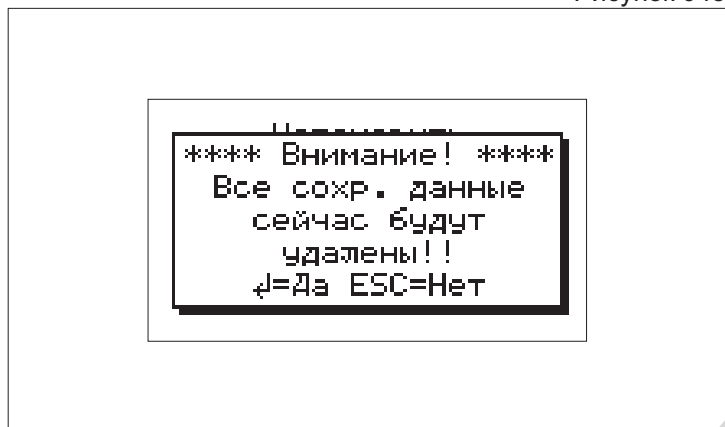 **** Внимание! ****
Все сохр. данные
сейчас будут
удалены!!
↲=Да ESC=Нет